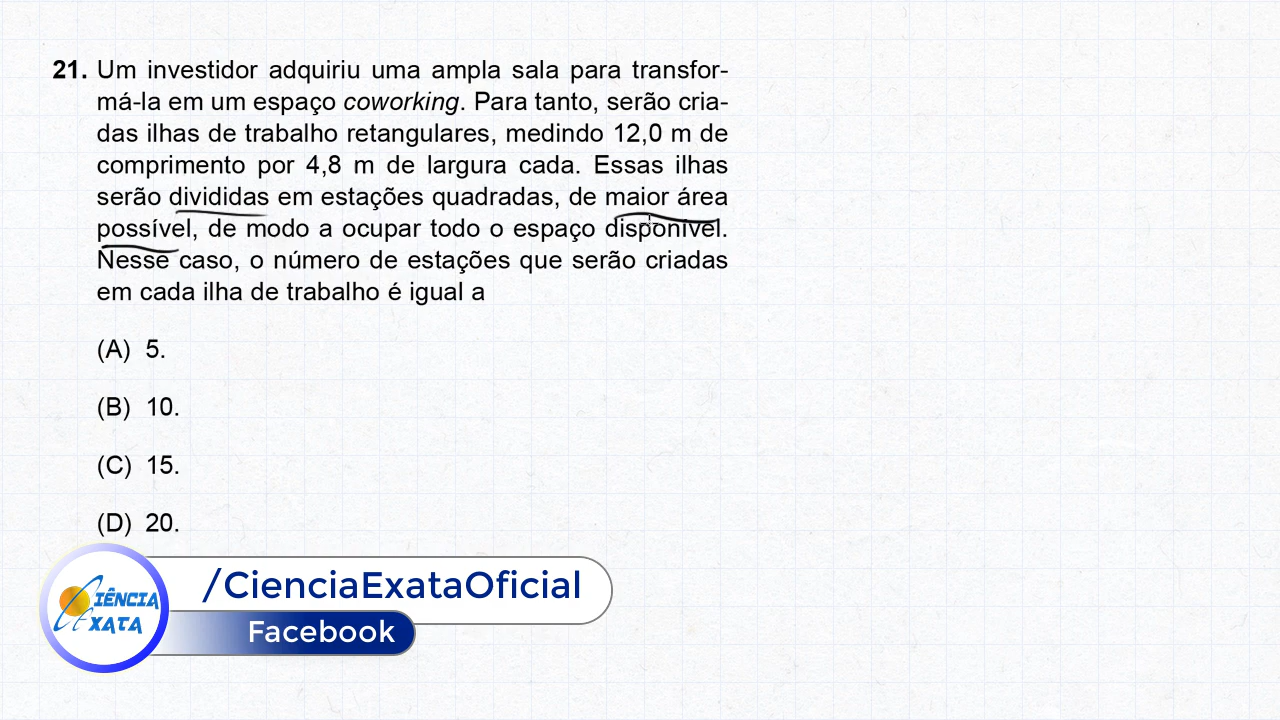 21. Um investidor adquiriu uma ampla sala para transfor-
má-la em um espaço coworking. Para tanto, serão cria-
das ilhas de trabalho retangulares, medindo 12,0 m de
comprimento por 4,8 m de largura cada. Essas ilhas
serão divididas em estações quadradas, de maior área
possível, de modo a ocupar todo o espaço disponível.
Nesse caso, o número de estações que serão criadas
em cada ilha de trabalho é igual a
(A) 5.
(B) 10.
(C) 15.
(D) 20.
/CienciaExataOficial
Facebook
CIÊNCIA
EXATA